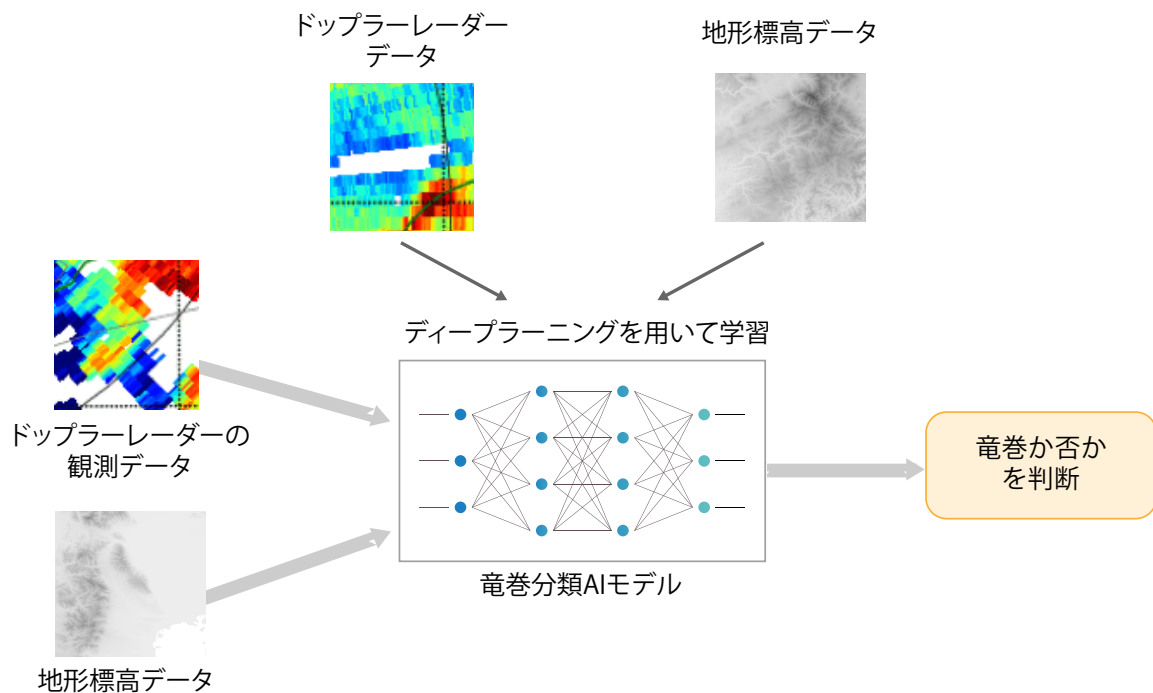 ドップラーレーダー
データ
地形標高データ
ディープラーニングを用いて学習
ドップラーレーダーの
観測データ
竜巻か否か
を判断
竜巻分類AIモデル
地形標高データ